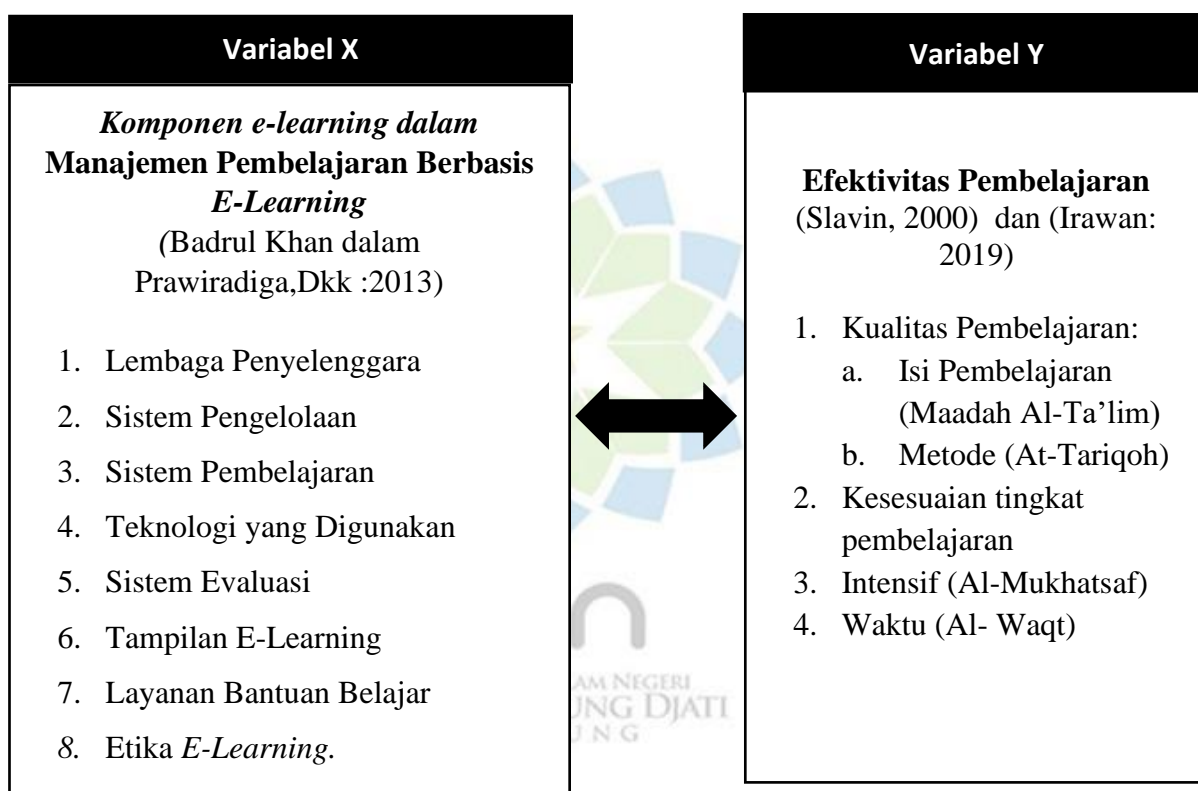 Variabel X
Komponen e-learning dalam
Manajemen Pembelajaran Berbasis
E-Learning
(Badrul Khan dalam
Prawiradiga,Dkk :2013)
1. Lembaga Penyelenggara
2. Sistem Pengelolaan
3. Sistem Pembelajaran
4. Teknologi yang Digunakan
5. Sistem Evaluasi
6. Tampilan E-Learning
7. Layanan Bantuan Belajar
8. Etika E-Learning.
Variabel Y
Efektivitas Pembelajaran
(Slavin, 2000) dan (Irawan:
2019)
1. Kualitas Pembelajaran:
a. Isi Pembelajaran
(Maadah Al-Ta’lim)
b. Metode (At-Tariqoh)
2. Kesesuaian tingkat
pembelajaran
3. Intensif (Al-Mukhatsaf)
4. Waktu (Al- Waqt)
AM NEGERI
UNG DJATI
UNG